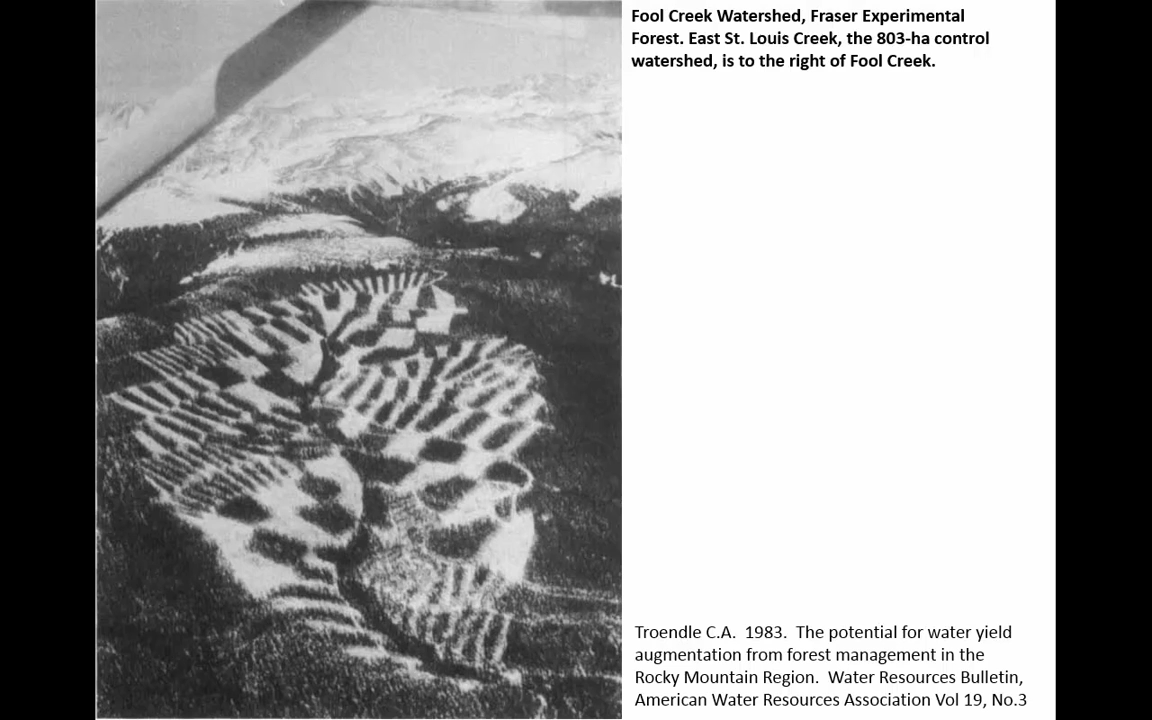 Fool Creek Watershed, Fraser Experimental
Forest. East St. Louis Creek, the 803-ha control
watershed, is to the right of Fool Creek.
Troendle C.A.  1983.  The potential for water yield
augmentation from forest management in the
Rocky Mountain Region.  Water Resources Bulletin,
American Water Resources Association Vol 19, No.3